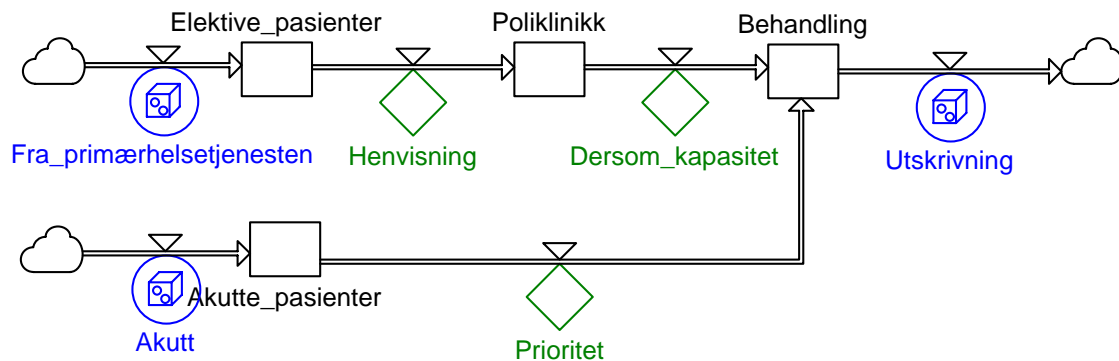 Elektive_pasienter
Poliklinikk
Behandling
Fra_primærhelsetjenesten
Henvisning
Dersom_kapasitet
Utskrivning
Akutte_pasienter
Akutt
Prioritet